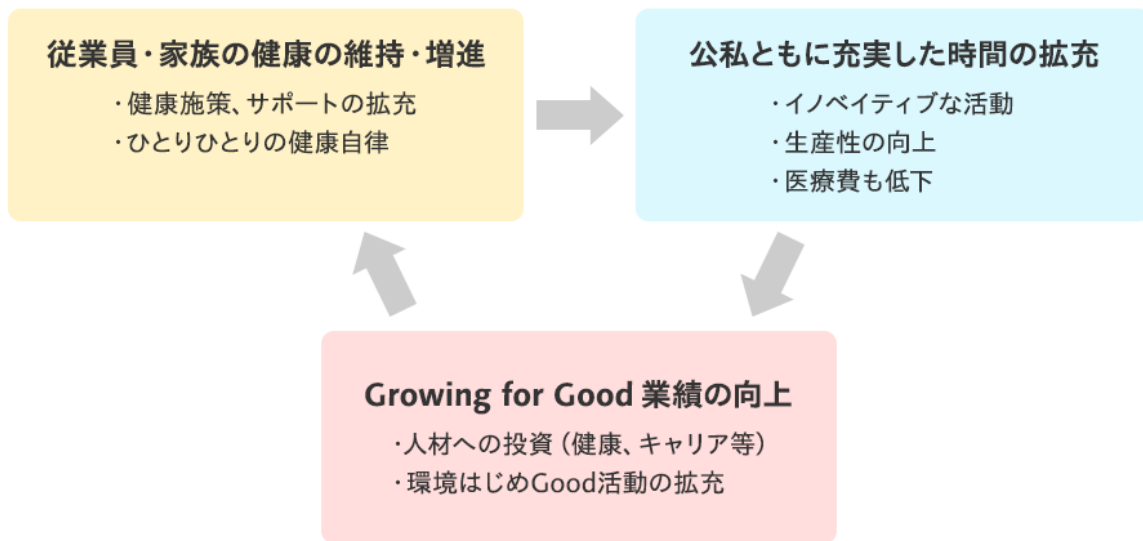 従業員・家族の健康の維持・増進
・健康施策、サポートの拡充
・ひとりひとりの健康自律
公私ともに充実した時間の拡充
・イノベイティブな活動
・生産性の向上
・医療費も低下
Growing for Good 業績の向上
・人材への投資（健康、キャリア等）
・環境はじめGood活動の拡充